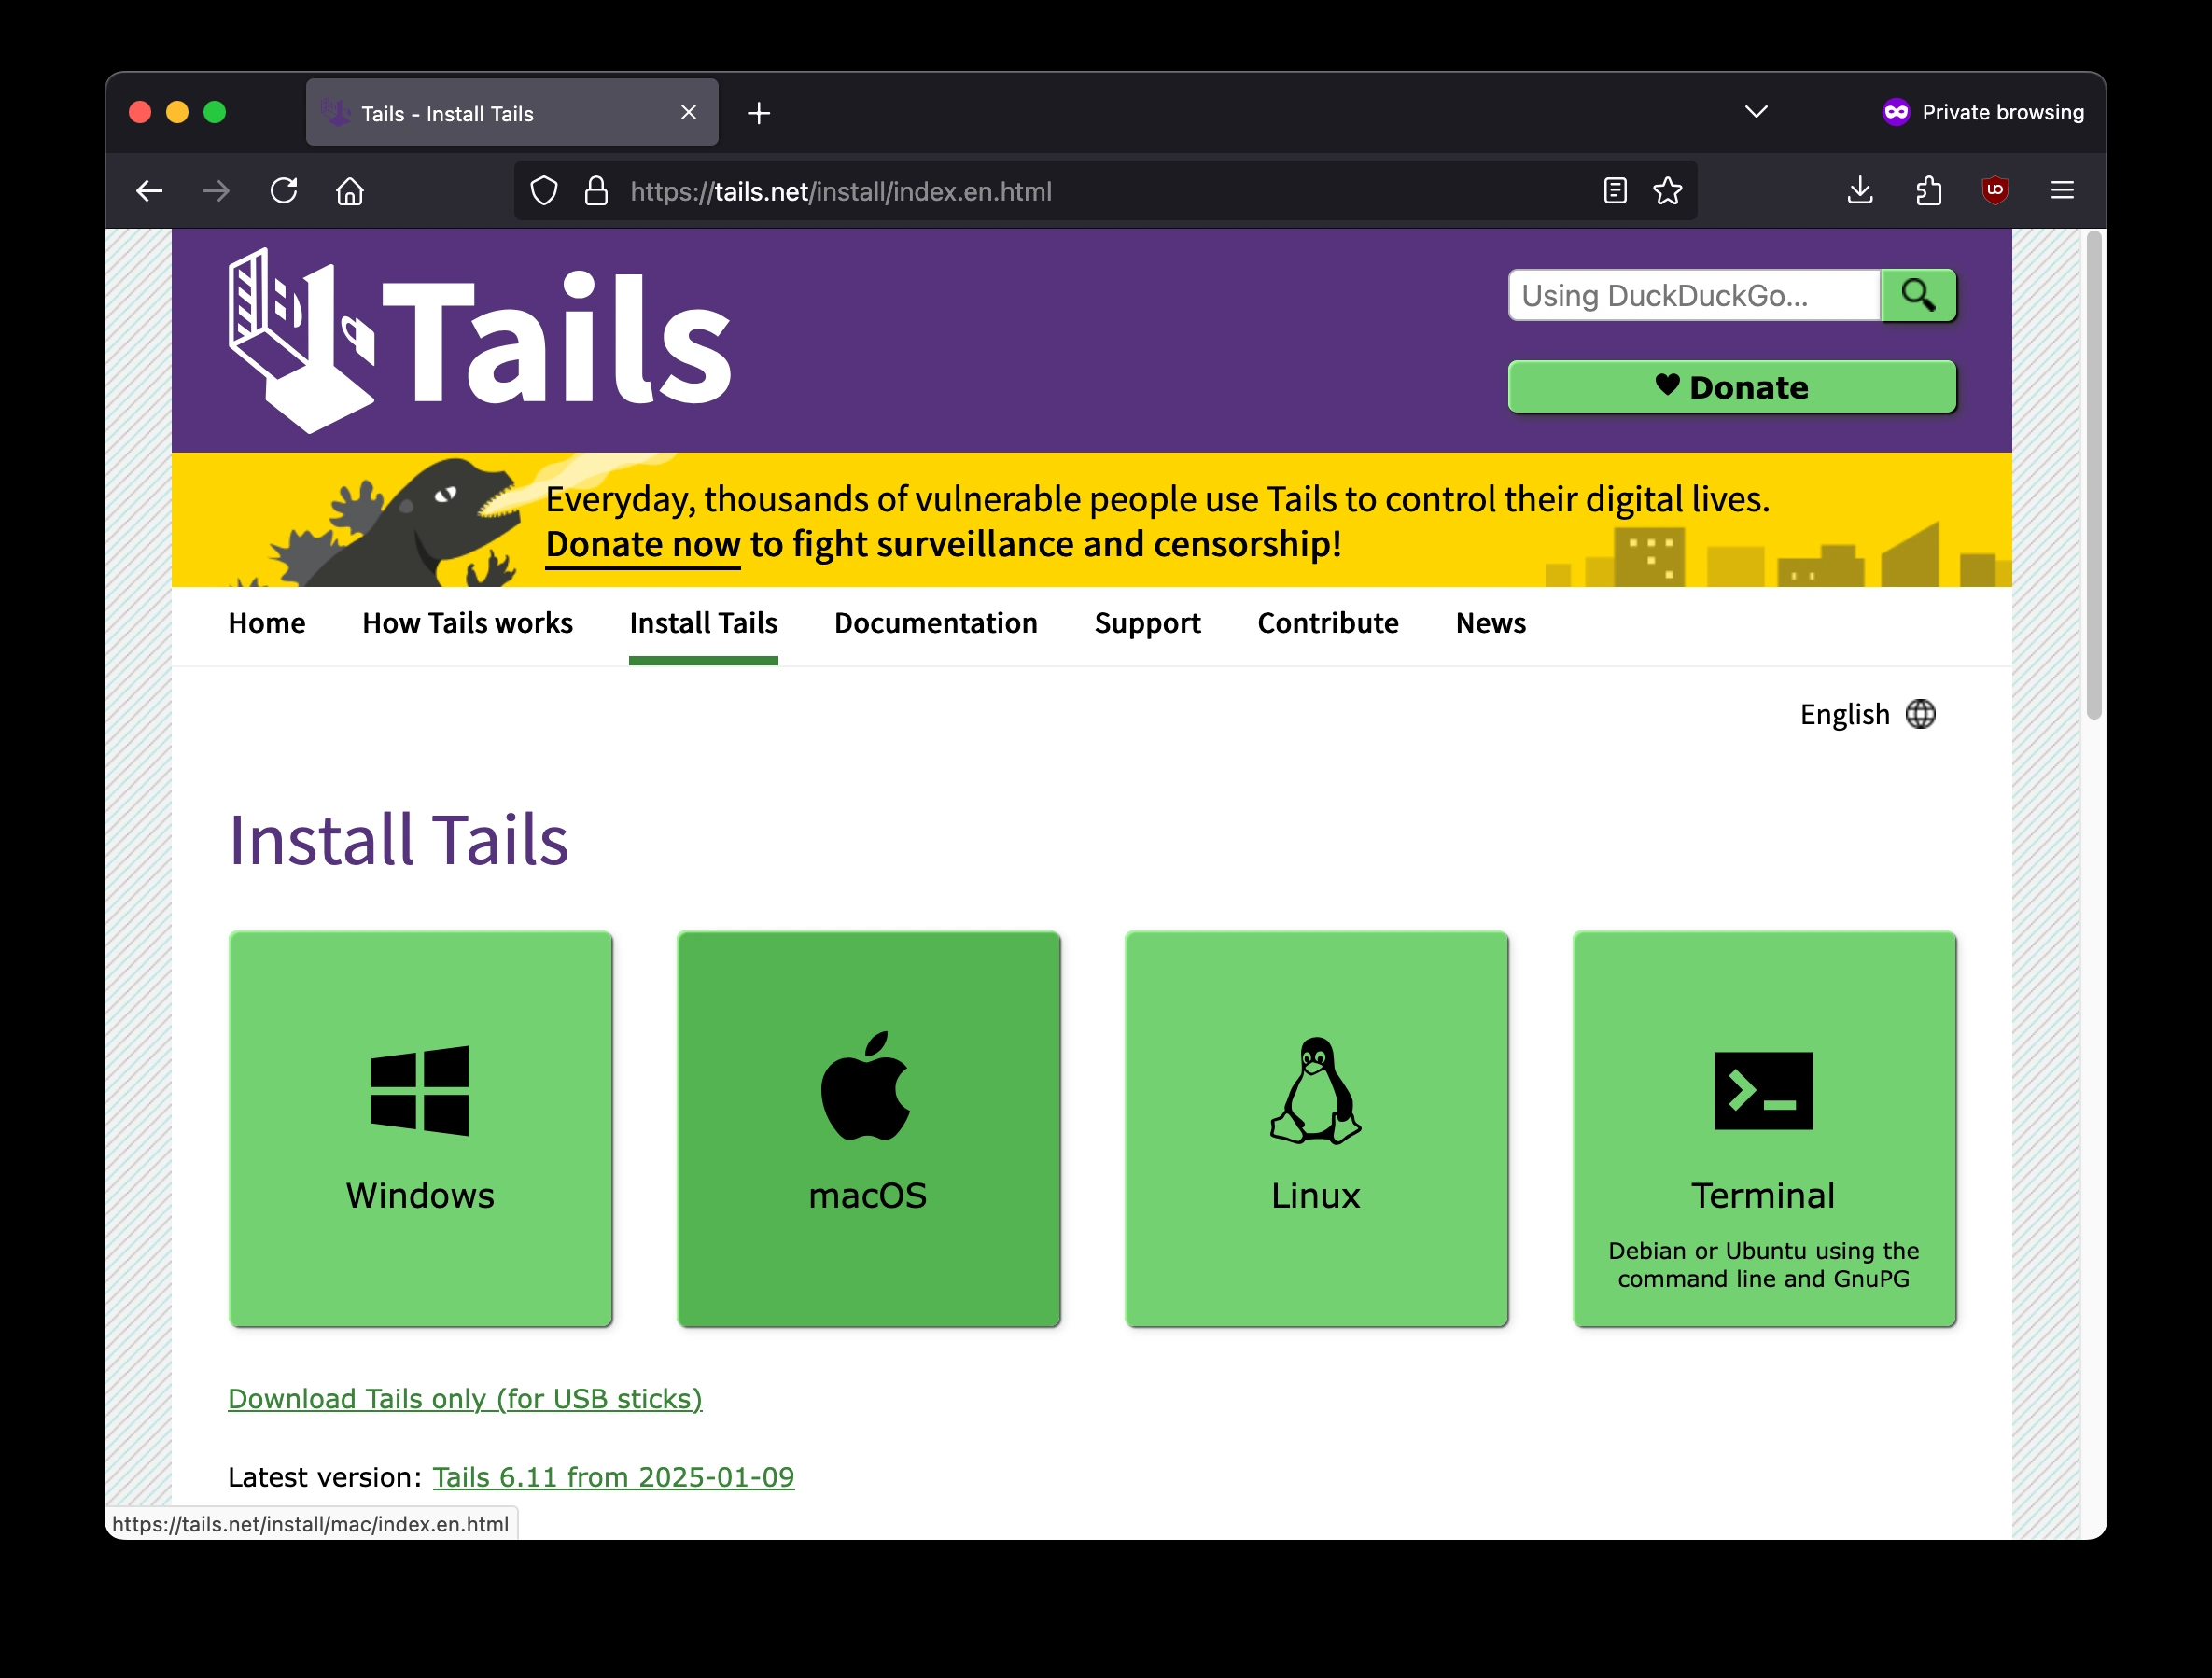 Tails - Install Tails
Private browsing
https://tails.net/install/index.en.html
Tails
Using DuckDuckGo...
Donate
Everyday, thousands of vulnerable people use Tails to control their digital lives.
Donate now to fight surveillance and censorship!
Home How Tails works Install Tails Documentation Support Contribute News
English
Install Tails
Windows
macOS
Linux
Terminal
Debian or Ubuntu using the
command line and GnuPG
Download Tails only (for USB sticks)
Latest version: Tails 6.11 from 2025-01-09
https://tails.net/install/mac/index.en.html